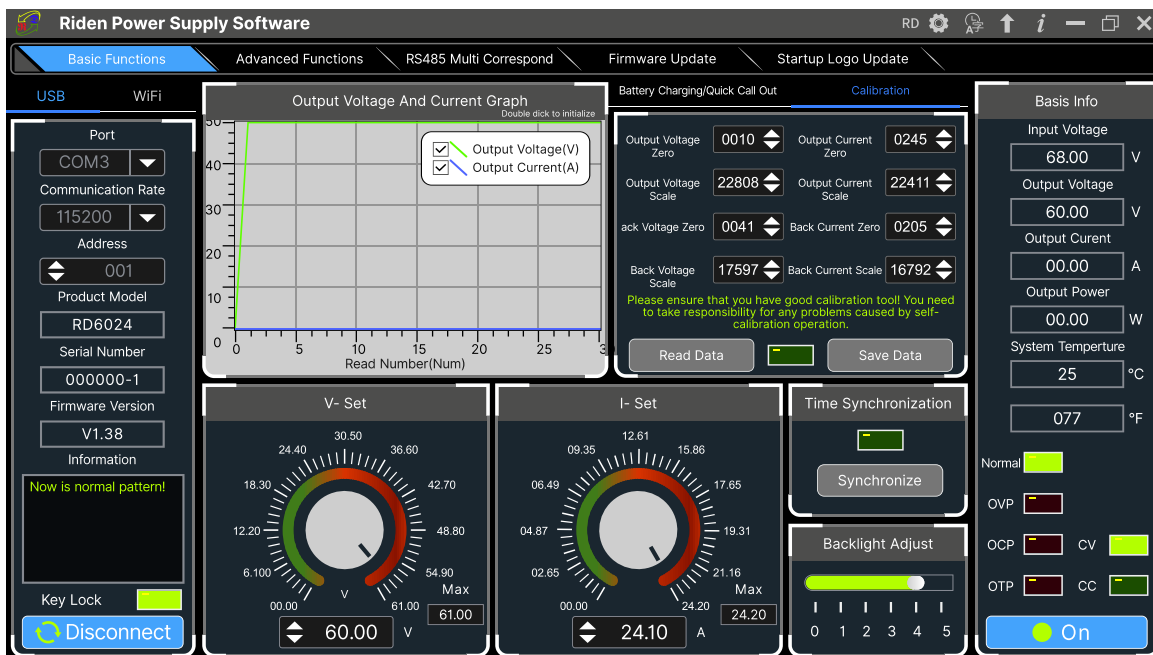 Riden Power Supply Software
RD
Basic Functions
Advanced Functions
RS485 Multi Correspond
Firmware Update
Startup Logo Update
USB
WiFi
Port
COM3
Communication Rate
115200
Address
001
Product Model
RD6024
Serial Number
000000-1
Firmware Version
V1.38
Information
Now is normal pattern!
Key Lock
Disconnect
Output Voltage And Current Graph
Double dick to initialize
Output Voltage(V)
Output Current(A)
50
40
30
20
10
0
0 5 10 15 20 25 3
Read Number(Num)
Battery Charging/Quick Call Out
Calibration
Output Voltage Zero
0010
Output Current Zero
0245
Output Voltage Scale
22808
Output Current Scale
22411
ack Voltage Zero
0041
Back Current Zero
0205
Back Voltage Scale
17597
Back Current Scale
16792
Please ensure that you have good calibration tool! You need
to take responsibility for any problems caused by self-
calibration operation.
Read Data
Save Data
V- Set
30.50
24.40
36.60
18.30
42.70
12.20
48.80
6.100
54.90
00.00
V
61.00
Max
61.00
60.00 V
I- Set
12.61
09.35
15.86
06.49
17.65
04.87
19.31
02.65
21.16
00.00
24.20
Max
24.20
24.10 A
Time Synchronization
Synchronize
Backlight Adjust
0 1 2 3 4 5
Basis Info
Input Voltage
68.00 V
Output Voltage
60.00 V
Output Curent
00.00 A
Output Power
00.00 W
System Temperture
25 °C
077 °F
Normal
OVP
OCP
CV
OTP
CC
On